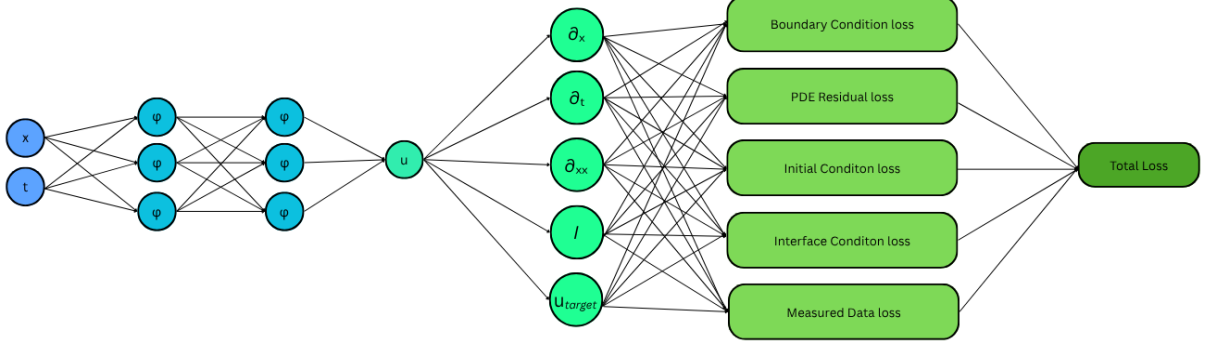 x
t
φ
φ
φ
φ
φ
φ
u
∂x
∂t
∂xx
I
utarget
Boundary Condition loss
PDE Residual loss
Initial Conditon loss
Interface Conditon loss
Measured Data loss
Total Loss